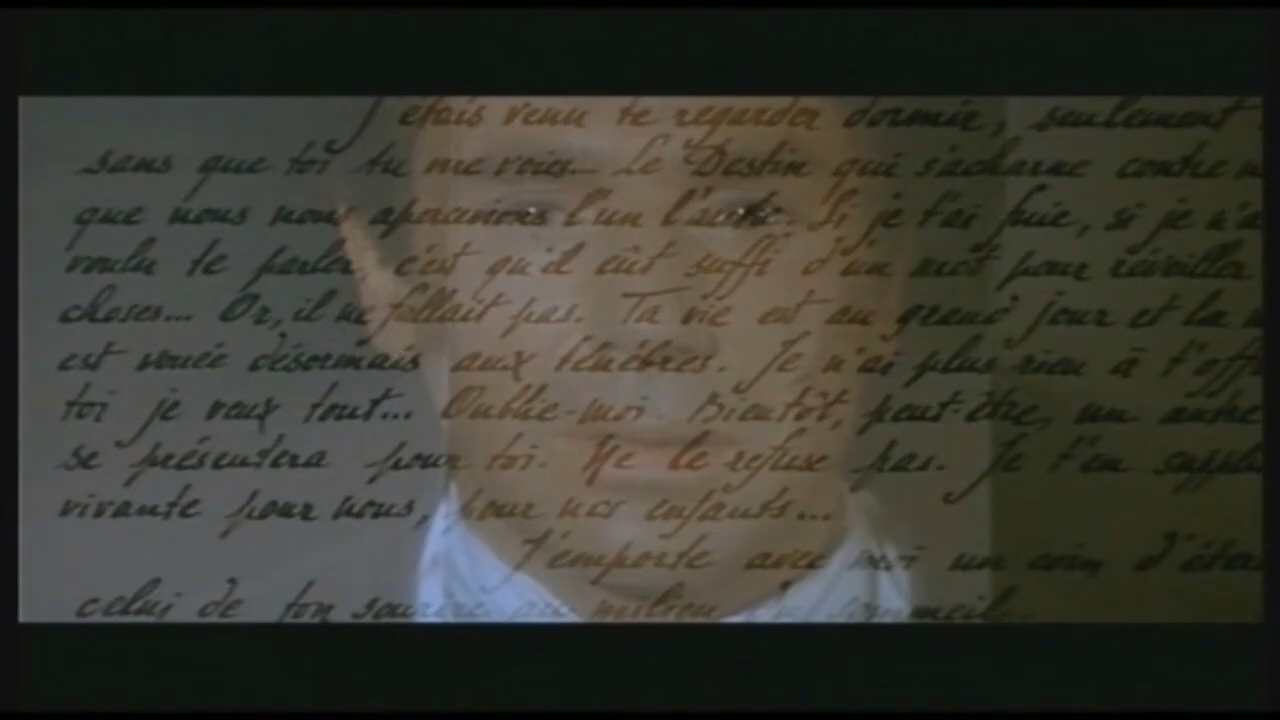 J'étais venu te regarder dormir, seulement
sans que toi tu me voies... Le Destin qui s'acharne contre
que nous nous apercevions l'un l'autre. Si je t'ai fuie, si je n'a
voulu te parler, c'est qu'il eût suffi d'un mot pour réveiller
choses... Or, il ne fallait pas. Ta vie est au grand jour et la
est vouée désormais aux ténèbres. Je n'ai plus rien à t'offr
toi je veux tout... Oublie-moi. Bientôt, peut-être, un autre
se présentera pour toi. Ne le refuse pas. Je t'en suppli
vivante pour nous, pour nos enfants...
J'emporte avec moi un coin d'
celui de ton sourire au milieu du sommeil